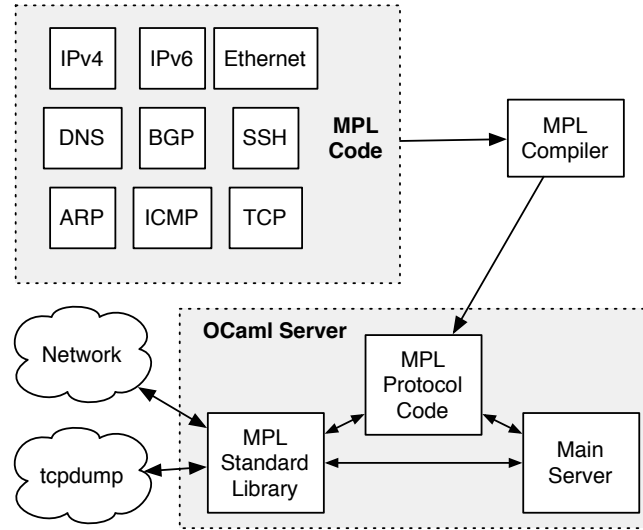 IPv4
IPv6
Ethernet
DNS
BGP
SSH
MPL
Code
ARP
ICMP
TCP
MPL
Compiler
OCaml Server
Network
MPL
Protocol
Code
MPL
Standard
Library
Main
Server
tcpdump